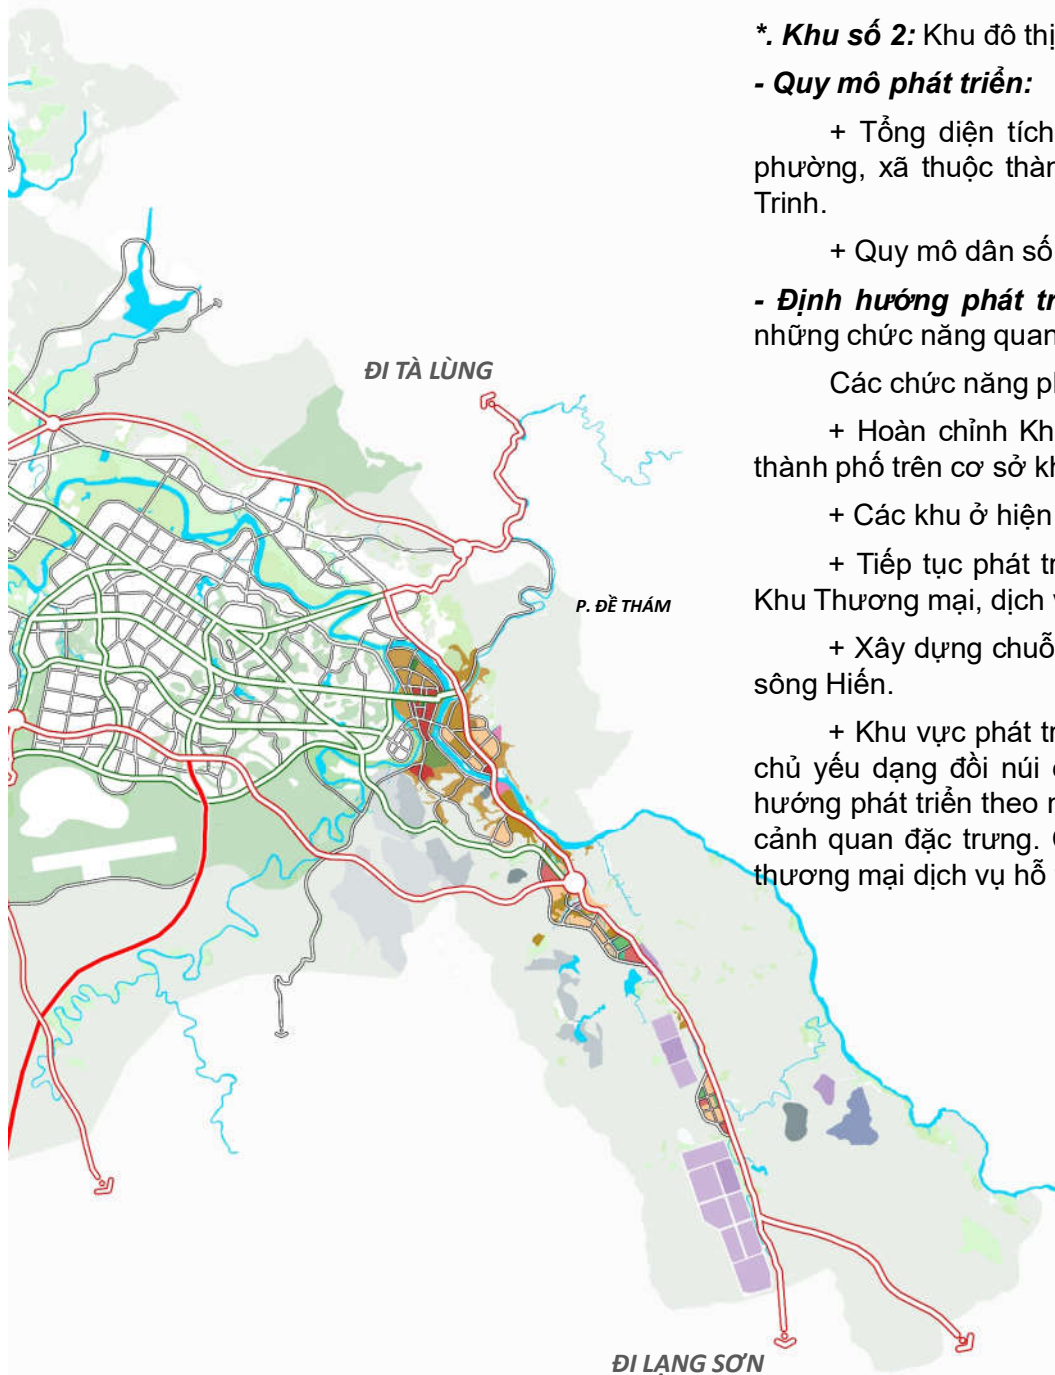 *. Khu số 2: Khu đô thị
- Quy mô phát triển:
+ Tổng diện tích
phường, xã thuộc thàn
Trinh.
+ Quy mô dân số
- Định hướng phát tr
những chức năng quan
Các chức năng ph
+ Hoàn chỉnh Kh
thành phố trên cơ sở kh
+ Các khu ở hiện
+ Tiếp tục phát tr
Khu Thương mại, dịch v
+ Xây dựng chuỗ
sông Hiến.
+ Khu vực phát tr
chủ yếu dạng đồi núi
hướng phát triển theo
cảnh quan đặc trưng.
thương mại dịch vụ hỗ
ĐI TÀ LÙNG
P. ĐỀ THÁM
ĐI LẠNG SƠN